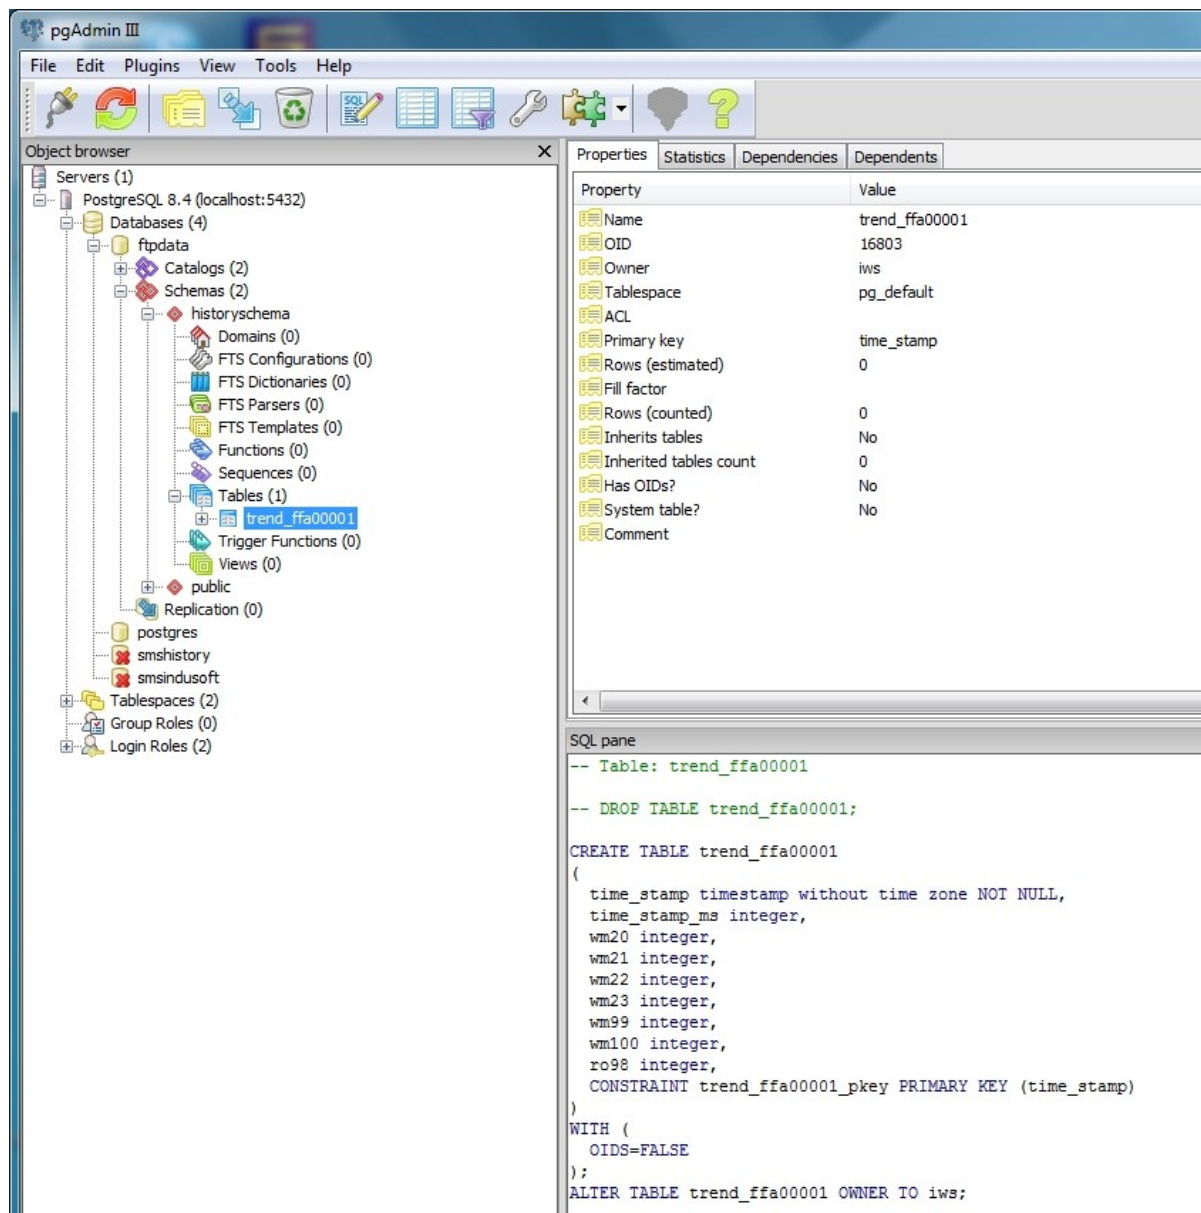 pgAdmin III
File Edit Plugins View Tools Help
SQL
Object browser
Servers (1)
PostgreSQL 8.4 (localhost:5432)
Databases (4)
ftpdata
Catalogs (2)
Schemas (2)
historyschema
Domains (0)
FTS Configurations (0)
FTS Dictionaries (0)
FTS Parsers (0)
FTS Templates (0)
Functions (0)
Sequences (0)
Tables (1)
trend_ffa00001
Trigger Functions (0)
Views (0)
public
Replication (0)
postgres
smshistory
smsindusoft
Tablespaces (2)
Group Roles (0)
Login Roles (2)
Properties Statistics Dependencies Dependents
Property Value
Name trend_ffa00001
OID 16803
Owner iws
Tablespace pg_default
ACL
Primary key time_stamp
Rows (estimated) 0
Fill factor
Rows (counted) 0
Inherits tables No
Inherited tables count 0
Has OIDs? No
System table? No
Comment
SQL pane
-- Table: trend_ffa00001
-- DROP TABLE trend_ffa00001;
CREATE TABLE trend_ffa00001
(
time_stamp timestamp without time zone NOT NULL,
time_stamp_ms integer,
wm20 integer,
wm21 integer,
wm22 integer,
wm23 integer,
wm99 integer,
wm100 integer,
ro98 integer,
CONSTRAINT trend_ffa00001_pkey PRIMARY KEY (time_stamp)
)
WITH (
OIDS=FALSE
);
ALTER TABLE trend_ffa00001 OWNER TO iws;